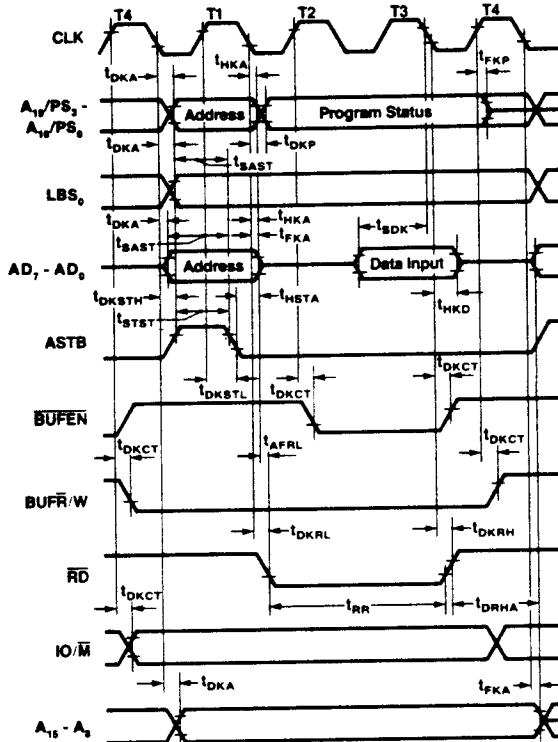 T4 T1 T2 T3 T4
CLK
tDKA tHKA tFKP
A19/PS3 -
A16/PS0
Address Program Status
tDKA tDKP
tSAST
LBS0
tDKA tHKA
tSAST tFKA tSDK
AD7 - AD0
Address Data Input
tDKSTH tHSTA tHKD
tSTST
ASTB
tDKSTL tDKCT tDKCT
BUFEN
tDKCT tAFRL tDKCT
BUFR/W
tDKRL tDKRH
RD
tDKCT tRR tDRHA
IO/M
tDKA tFKA
A15 - A8